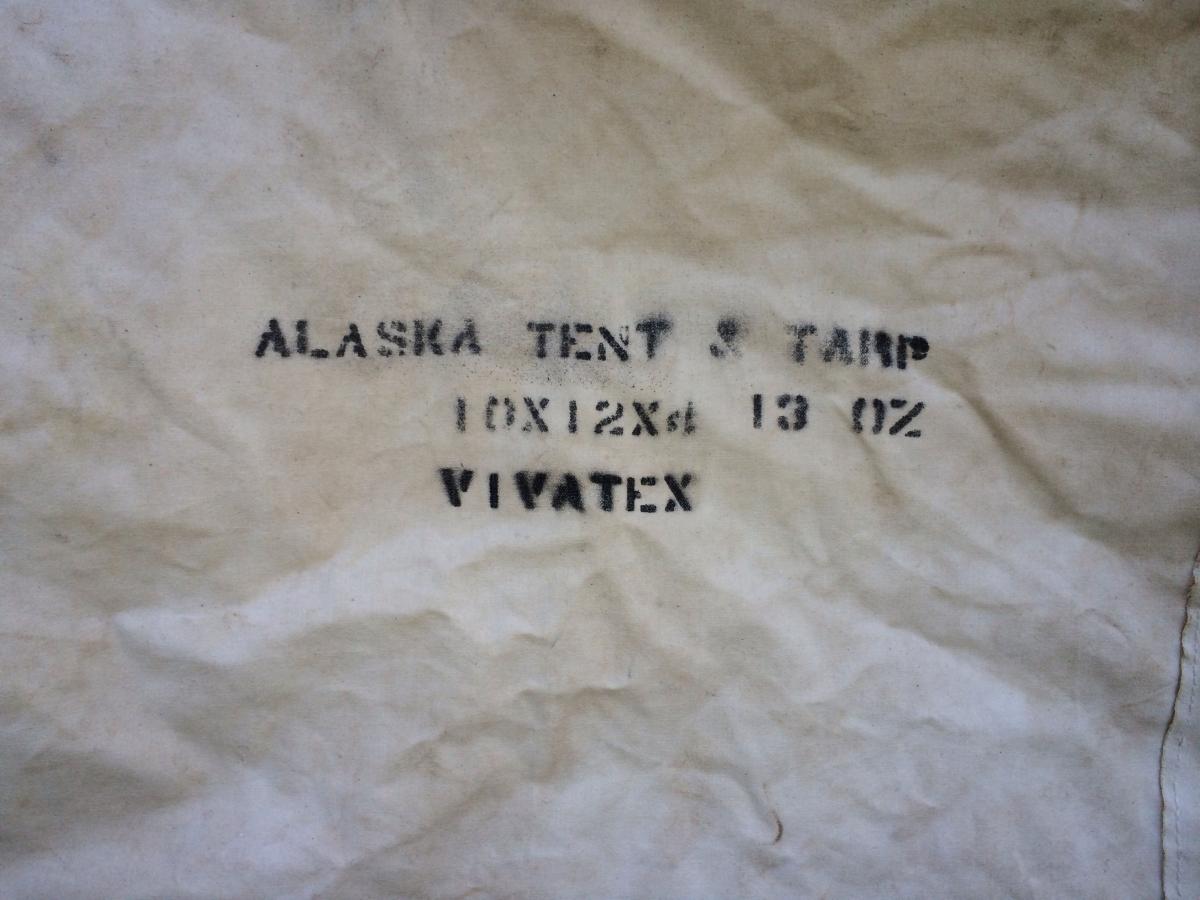 ALASKA TENT & TARP
10X12X4 13 OZ
VIVATEX